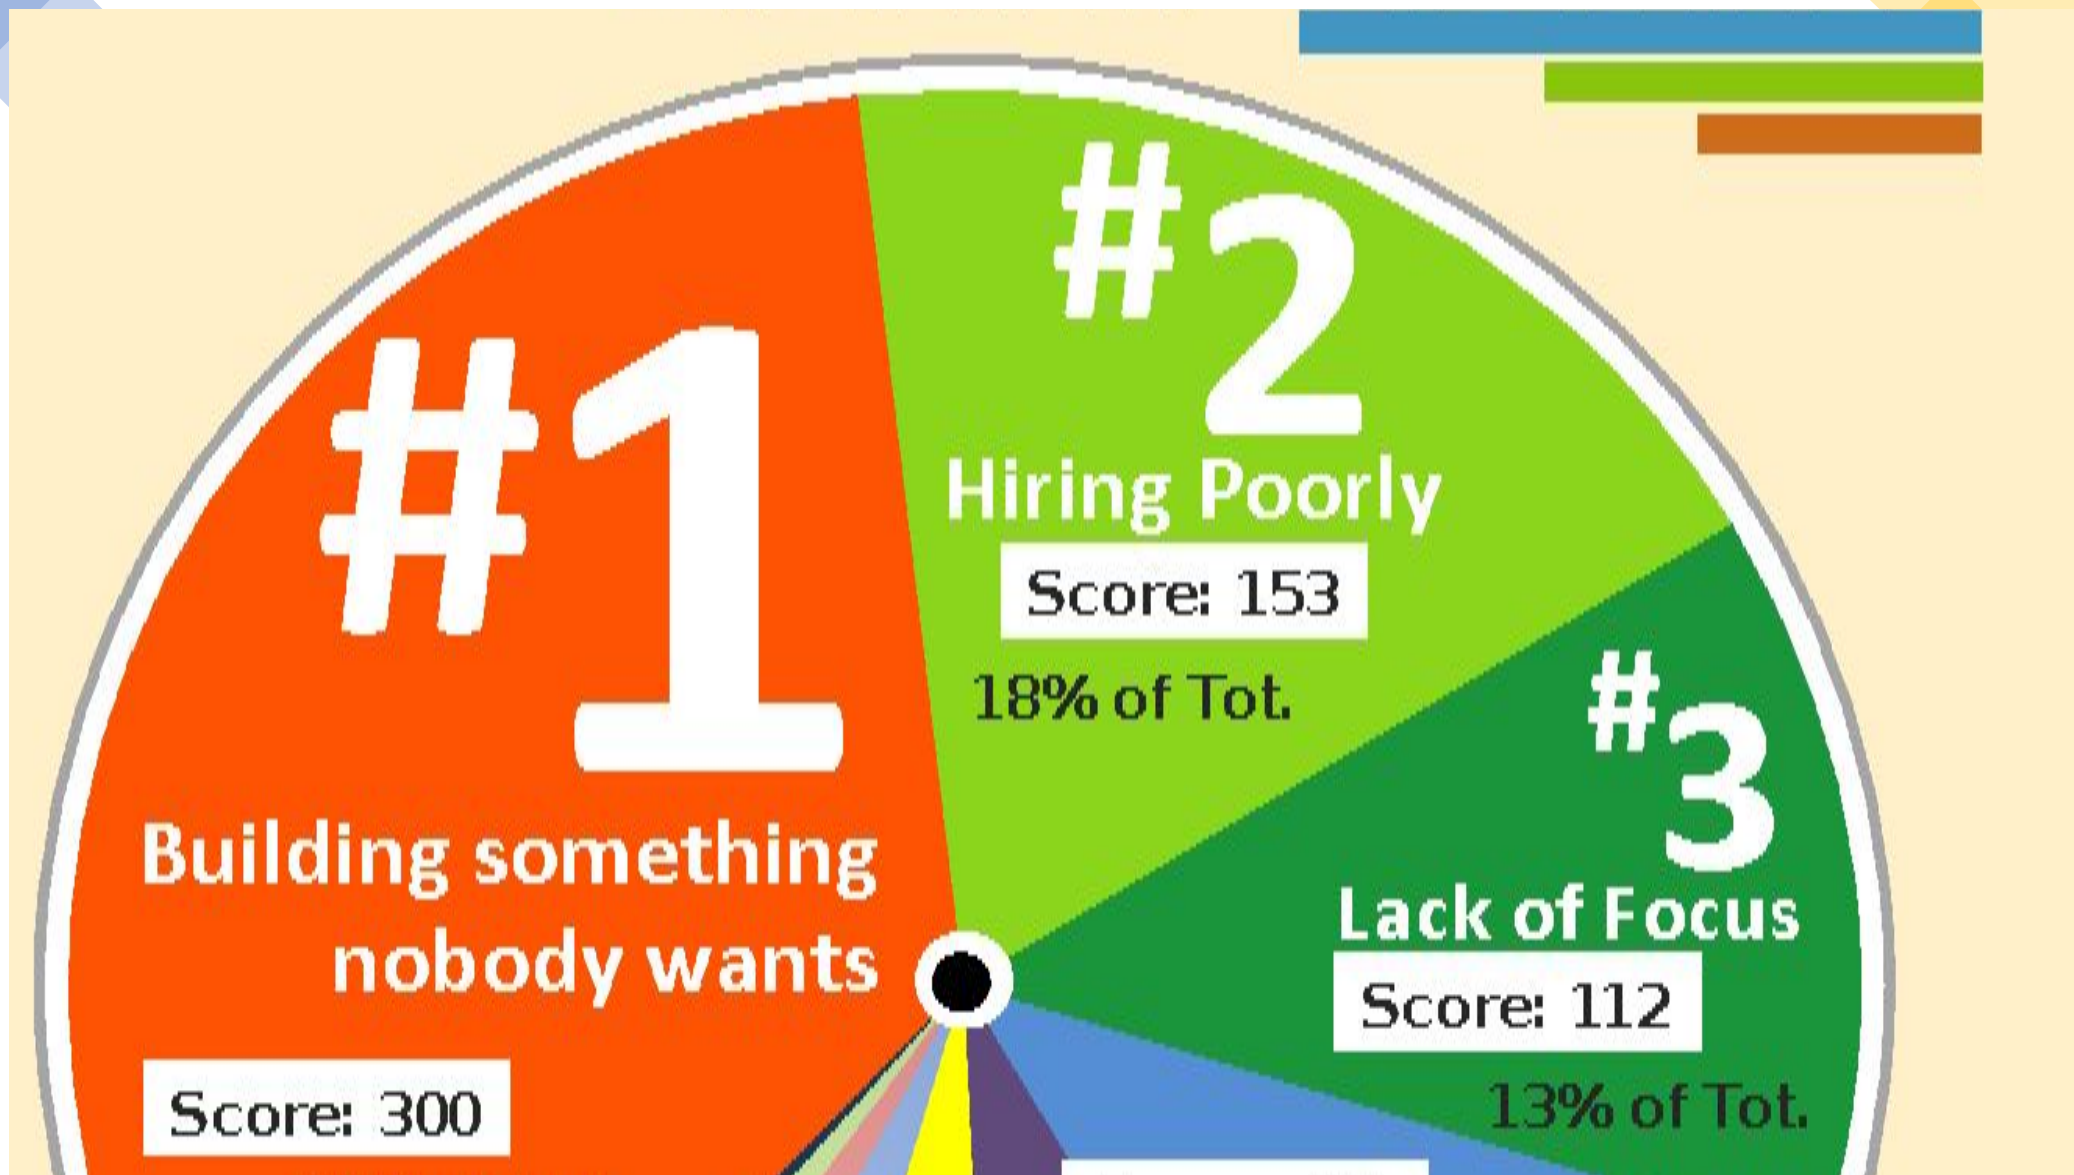 #1
Building something
nobody wants
Score: 300
#2
Hiring Poorly
Score: 153
18% of Tot.
#3
Lack of Focus
Score: 112
13% of Tot.